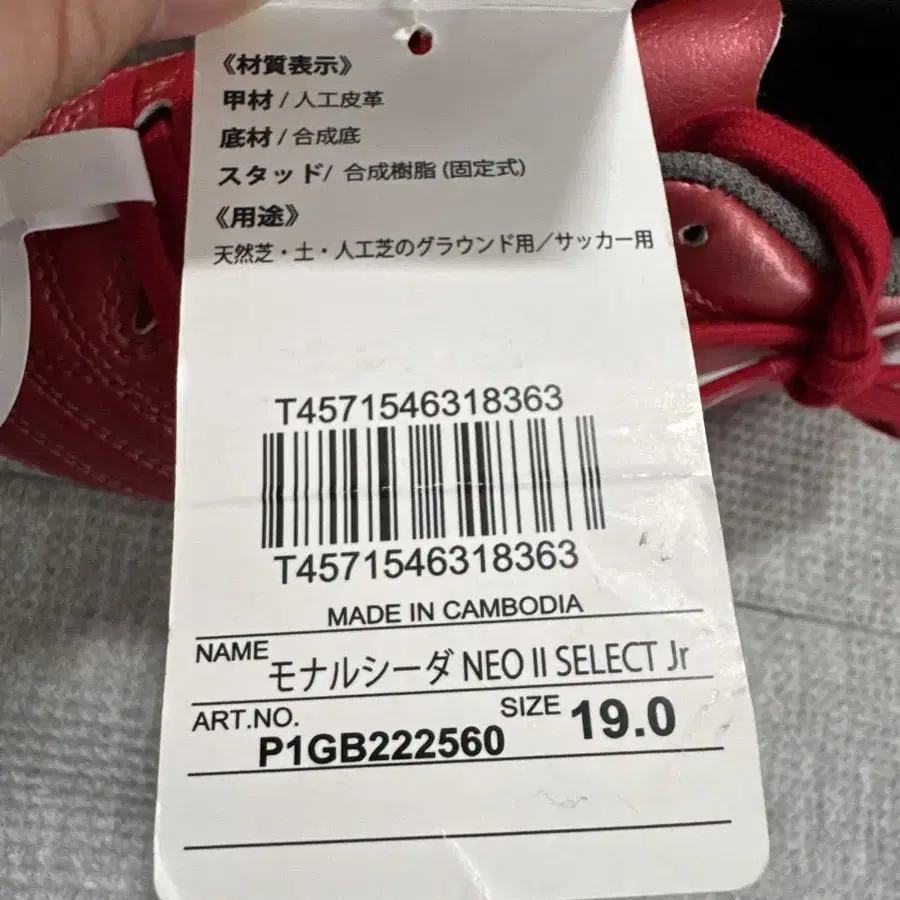 《材質表示》
甲材 / 人工皮革
底材 / 合成底
スタッド/ 合成樹脂 (固定式)
《用途》
天然芝・土・人工芝のグラウンド用／サッカー用
T4571546318363
T4571546318363
MADE IN CAMBODIA
NAME モナルシーダ NEO II SELECT Jr
ART.NO. P1GB222560 SIZE 19.0